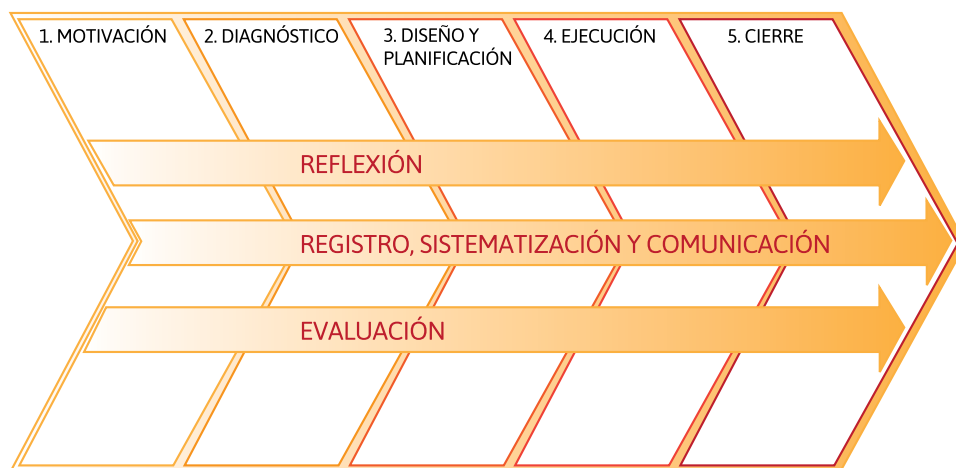 1. MOTIVACIÓN
2. DIAGNÓSTICO
3. DISEÑO Y
PLANIFICACIÓN
4. EJECUCIÓN
5. CIERRE
REFLEXIÓN
REGISTRO, SISTEMATIZACIÓN Y COMUNICACIÓN
EVALUACIÓN